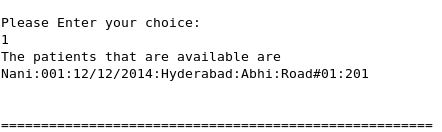 Please Enter your choice:
1
The patients that are available are
Nani:001:12/12/2014:Hyderabad:Abhi:Road#01:201
======================================================